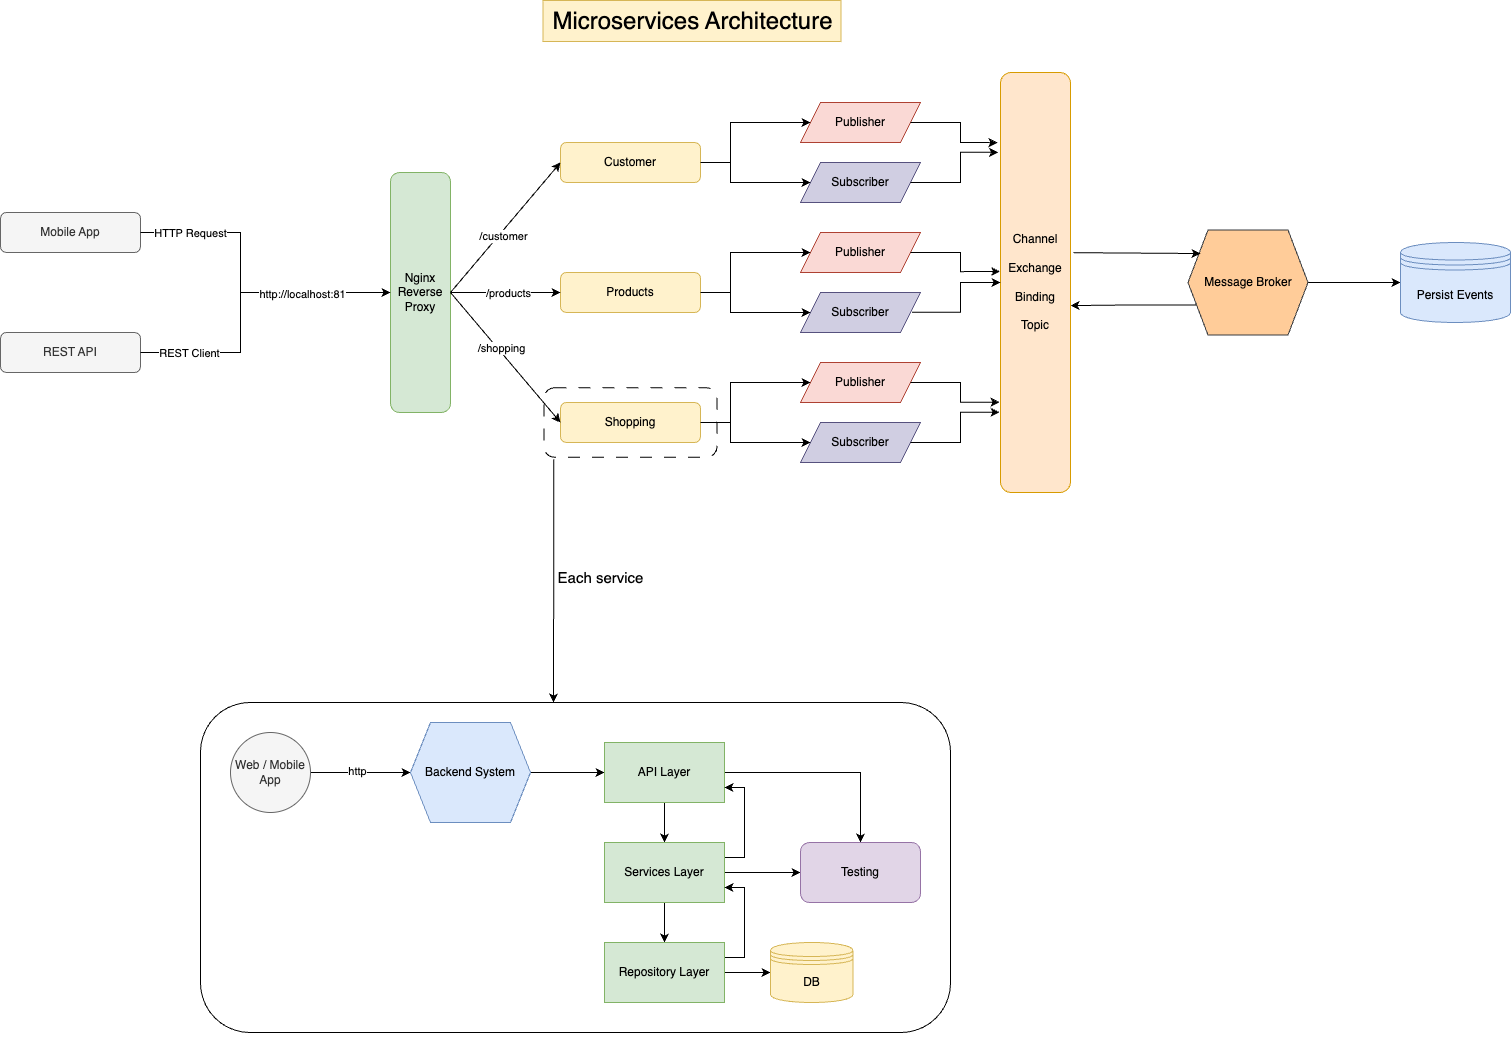 Microservices Architecture
Mobile App
HTTP Request
REST API
REST Client
http://localhost:81
Nginx
Reverse
Proxy
/customer
/products
/shopping
Customer
Products
Shopping
Publisher
Subscriber
Publisher
Subscriber
Publisher
Subscriber
Channel
Exchange
Binding
Topic
Message Broker
Persist Events
Each service
Web / Mobile
App
http
Backend System
API Layer
Services Layer
Testing
Repository Layer
DB